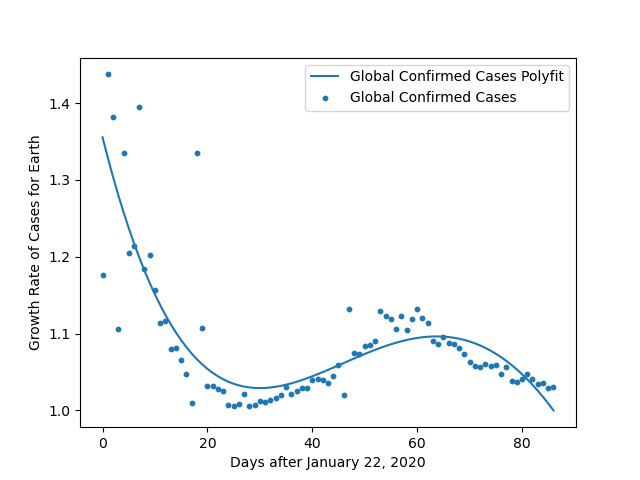 Global Confirmed Cases Polyfit
Global Confirmed Cases
Growth Rate of Cases for Earth
1.4
1.3
1.2
1.1
1.0
0
20
40
60
80
Days after January 22, 2020